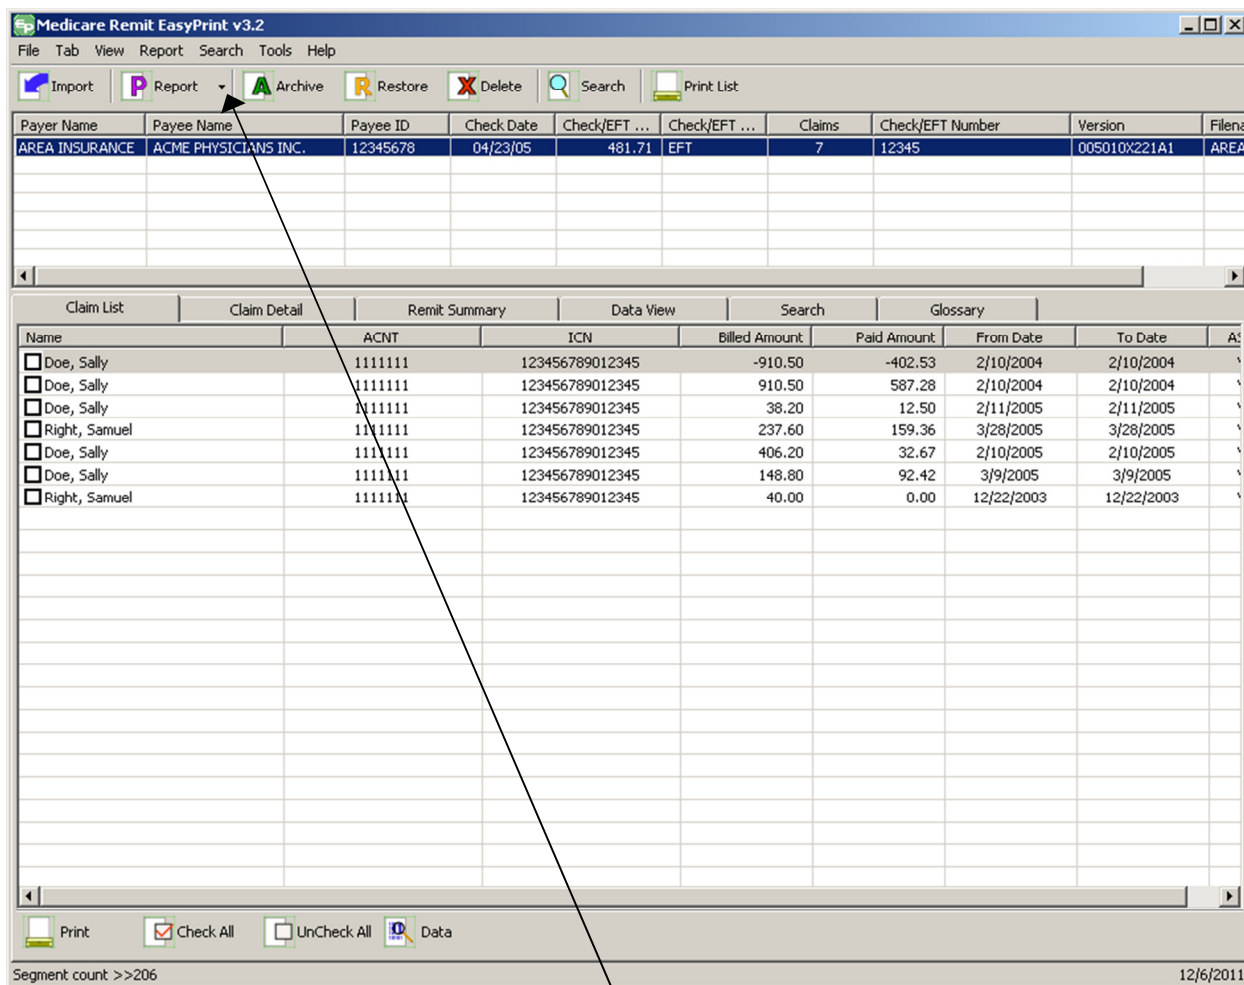 EP Medicare Remit EasyPrint v3.2
File Tab View Report Search Tools Help
Import P Report A Archive R Restore X Delete Search Print List
Payer Name Payee Name Payee ID Check Date Check/EFT ... Check/EFT ... Claims Check/EFT Number Version Filena
AREA INSURANCE ACME PHYSICIANS INC. 12345678 04/23/05 481.71 EFT 7 12345 005010X221A1 AREA
Claim List Claim Detail Remit Summary Data View Search Glossary
Name ACNT ICN Billed Amount Paid Amount From Date To Date AS
Doe, Sally 1111111 123456789012345 -910.50 -402.53 2/10/2004 2/10/2004
Doe, Sally 1111111 123456789012345 910.50 587.28 2/10/2004 2/10/2004
Doe, Sally 1111111 123456789012345 38.20 12.50 2/11/2005 2/11/2005
Right, Samuel 1111111 123456789012345 237.60 159.36 3/28/2005 3/28/2005
Doe, Sally 1111111 123456789012345 406.20 32.67 2/10/2005 2/10/2005
Doe, Sally 1111111 123456789012345 148.80 92.42 3/9/2005 3/9/2005
Right, Samuel 1111111 123456789012345 40.00 0.00 12/22/2003 12/22/2003
Print Check All UnCheck All Data
Segment count >>206 12/6/2011